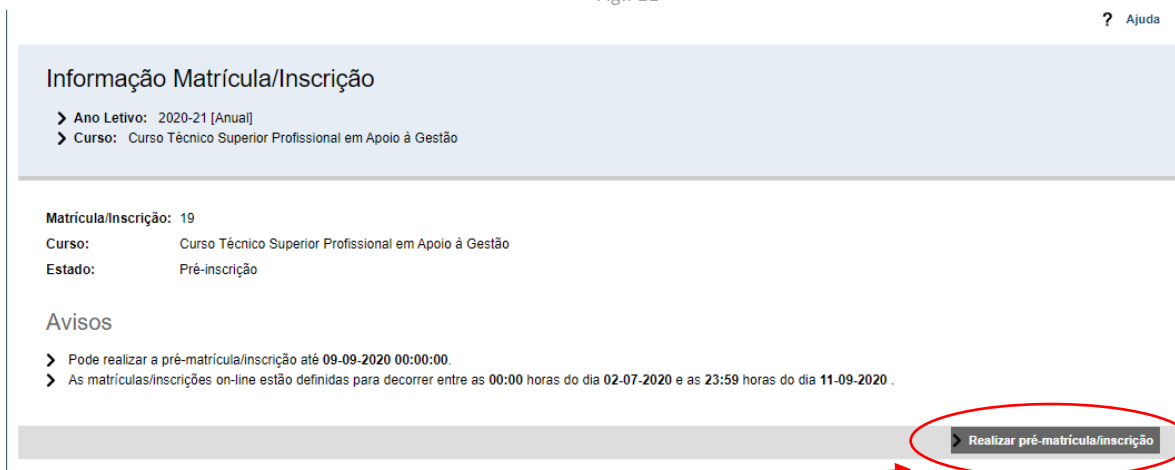 ? Ajuda
Informação Matrícula/Inscrição
Ano Letivo: 2020-21 [Anual]
Curso: Curso Técnico Superior Profissional em Apoio à Gestão
Matrícula/Inscrição: 19
Curso: Curso Técnico Superior Profissional em Apoio à Gestão
Estado: Pré-inscrição
Avisos
Pode realizar a pré-matrícula/inscrição até 09-09-2020 00:00:00.
As matrículas/inscrições on-line estão definidas para decorrer entre as 00:00 horas do dia 02-07-2020 e as 23:59 horas do dia 11-09-2020 .
Realizar pré-matrícula/inscrição